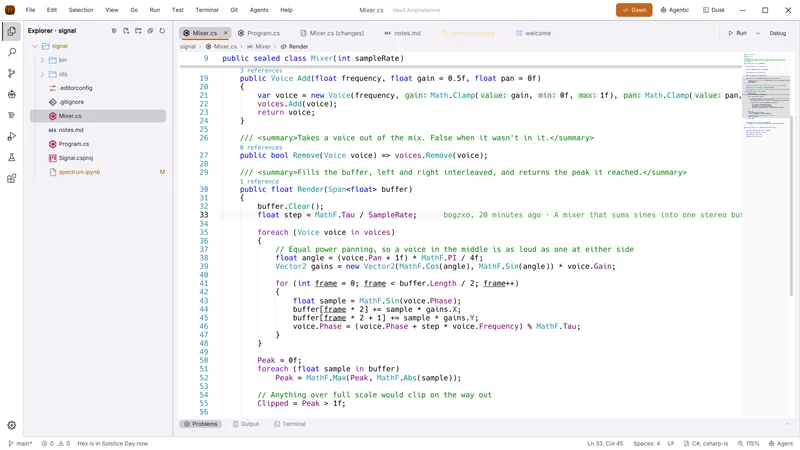 File Edit Selection View Go Run Test Terminal Git Agents Help
Mixer.cs - Hex3 Amphetamine
Dawn Agentic Dusk
Explorer · signal
signal
bin
obj
.editorconfig
.gitignore
Mixer.cs
notes.md
Program.cs
Signal.csproj
spectrum.ipynb M
Mixer.cs Program.cs Mixer.cs (changes) notes.md spectrum.ipynb welcome
Run Debug
signal › Mixer.cs › Mixer › Render
9 public sealed class Mixer(int sampleRate)
3 references
19 public Voice Add(float frequency, float gain = 0.5f, float pan = 0f)
20 {
21 var voice = new Voice(frequency, gain: Math.Clamp(value: gain, min: 0f, max: 1f), pan: Math.Clamp(value: pan,
22 voices.Add(voice);
23 return voice;
24 }
25
26 /// <summary>Takes a voice out of the mix. False when it wasn't in it.</summary>
0 references
27 public bool Remove(Voice voice) => voices.Remove(voice);
28
29 /// <summary>Fills the buffer, left and right interleaved, and returns the peak it reached.</summary>
1 reference
30 public float Render(Span<float> buffer)
31 {
32 buffer.Clear();
33 float step = MathF.Tau / SampleRate; bogzxo, 20 minutes ago · A mixer that sums sines into one stereo buf
34
35 foreach (Voice voice in voices)
36 {
37 // Equal power panning, so a voice in the middle is as loud as one at either side
38 float angle = (voice.Pan + 1f) * MathF.PI / 4f;
39 Vector2 gains = new Vector2(MathF.Cos(angle), MathF.Sin(angle)) * voice.Gain;
40
41 for (int frame = 0; frame < buffer.Length / 2; frame++)
42 {
43 float sample = MathF.Sin(voice.Phase);
44 buffer[frame * 2] += sample * gains.X;
45 buffer[frame * 2 + 1] += sample * gains.Y;
46 voice.Phase = (voice.Phase + step * voice.Frequency) % MathF.Tau;
47 }
48 }
49
50 Peak = 0f;
51 foreach (float sample in buffer)
52 Peak = MathF.Max(Peak, MathF.Abs(sample));
53
54 // Anything over full scale would clip on the way out
55 Clipped = Peak > 1f;
56
Problems Output Terminal
main* 0 0 Hex is in Solstice Day now
Ln 33, Col 45 Spaces: 4 LF C#, csharp-ls 115% Agent